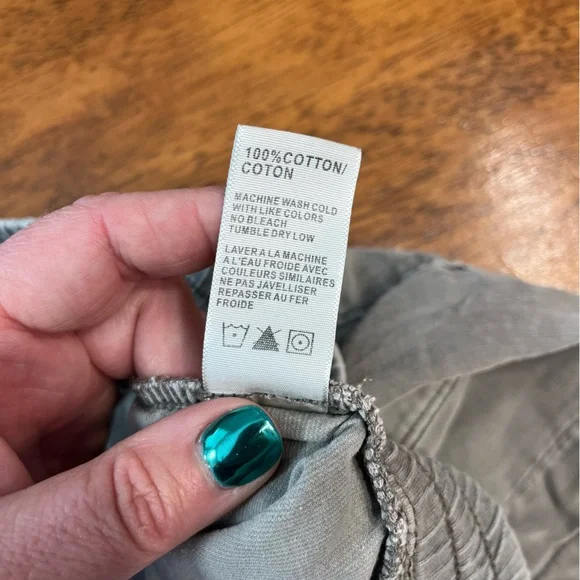 100%COTTON/
COTON
MACHINE WASH COLD
WITH LIKE COLORS
NO BLEACH
TUMBLE DRY LOW
LAVER A LA MACHINE
A L'EAU FROIDE AVEC
COULEURS SIMILAIRES
NE PAS JAVELLISER
REPASSER AU FER
FROIDE